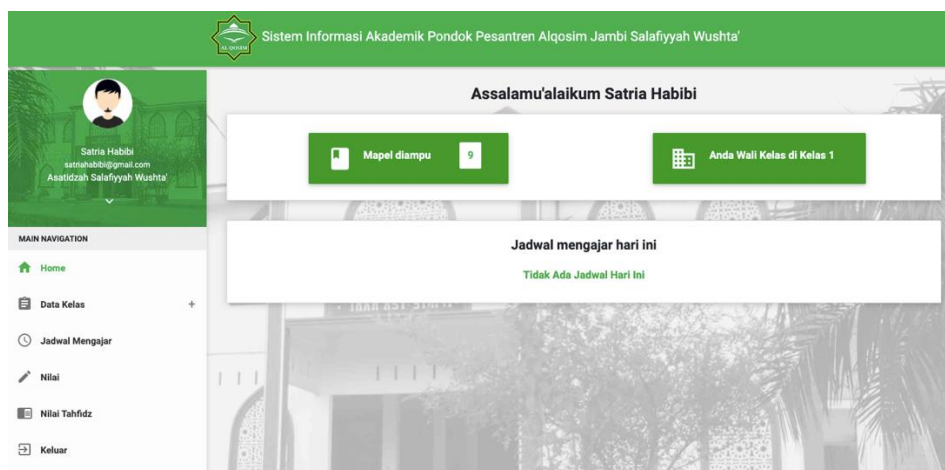 AL QOSIM
Sistem Informasi Akademik Pondok Pesantren Alqosim Jambi Salafiyyah Wushta'
Satria Habibi
satriahabibi@gmail.com
Asatidzah Salafiyyah Wushta'
MAIN NAVIGATION
Home
Data Kelas +
Jadwal Mengajar
Nilai
Nilai Tahfidz
Keluar
Assalamu'alaikum Satria Habibi
Mapel diampu 9
Anda Wali Kelas di Kelas 1
Jadwal mengajar hari ini
Tidak Ada Jadwal Hari Ini